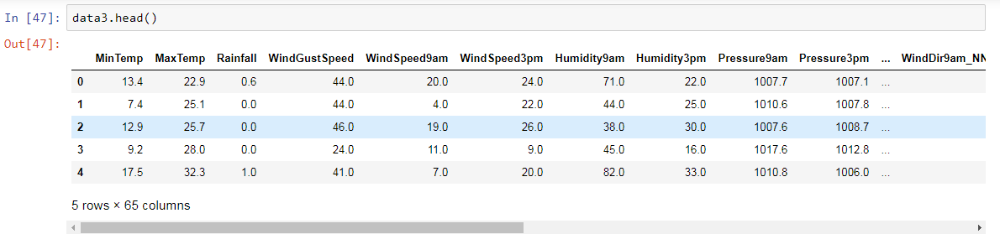 In [47]: data3.head()
Out[47]:
MinTemp MaxTemp Rainfall WindGustSpeed WindSpeed9am WindSpeed3pm Humidity9am Humidity3pm Pressure9am Pressure3pm ... WindDir9am_NN
0 13.4 22.9 0.6 44.0 20.0 24.0 71.0 22.0 1007.7 1007.1 ...
1 7.4 25.1 0.0 44.0 4.0 22.0 44.0 25.0 1010.6 1007.8 ...
2 12.9 25.7 0.0 46.0 19.0 26.0 38.0 30.0 1007.6 1008.7 ...
3 9.2 28.0 0.0 24.0 11.0 9.0 45.0 16.0 1017.6 1012.8 ...
4 17.5 32.3 1.0 41.0 7.0 20.0 82.0 33.0 1010.8 1006.0 ...
5 rows × 65 columns